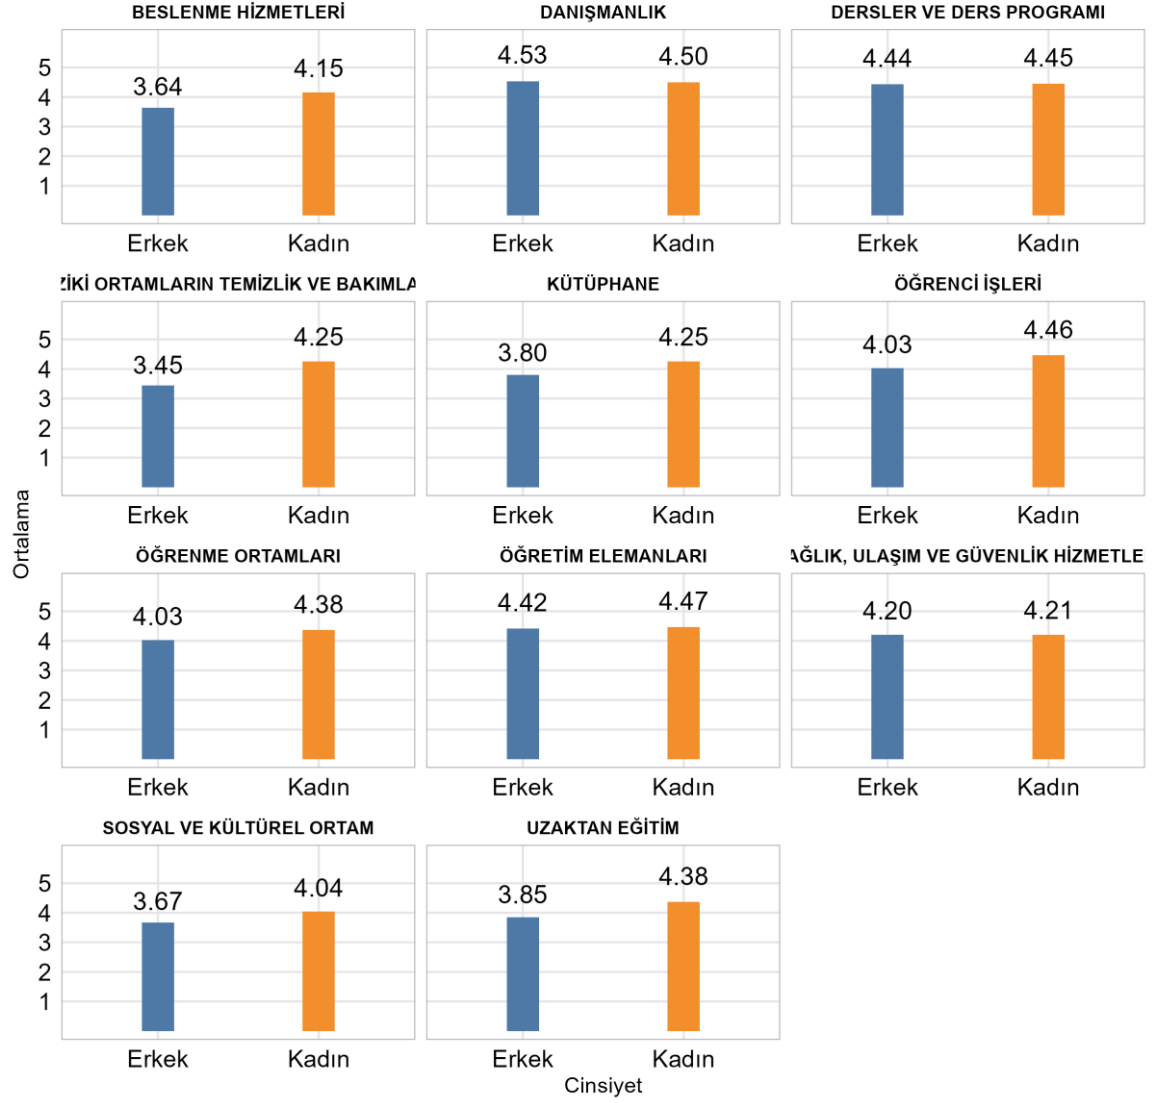 BESLENME HİZMETLERİ
DANIŞMANLIK
DERSLER VE DERS PROGRAMI
3.64
4.15
4.53
4.50
4.44
4.45
5
4
3
2
1
Erkek
Kadın
Erkek
Kadın
Erkek
Kadın
ZİKİ ORTAMLARIN TEMİZLİK VE BAKIMLA
KÜTÜPHANE
ÖĞRENCİ İŞLERİ
3.45
4.25
3.80
4.25
4.03
4.46
5
4
3
2
1
Erkek
Kadın
Erkek
Kadın
Erkek
Kadın
Ortalama
ÖĞRENME ORTAMLARI
ÖĞRETİM ELEMANLARI
AĞLIK, ULAŞIM VE GÜVENLİK HİZMETLE
4.03
4.38
4.42
4.47
4.20
4.21
5
4
3
2
1
Erkek
Kadın
Erkek
Kadın
Erkek
Kadın
SOSYAL VE KÜLTÜREL ORTAM
UZAKTAN EĞİTİM
3.67
4.04
3.85
4.38
5
4
3
2
1
Erkek
Kadın
Erkek
Kadın
Cinsiyet